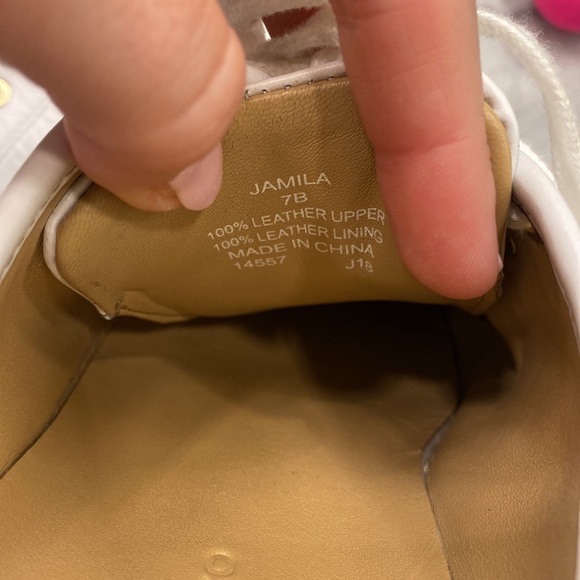 JAMILA
7B
100% LEATHER UPPER
100% LEATHER LINING
MADE IN CHINA
14557 J18